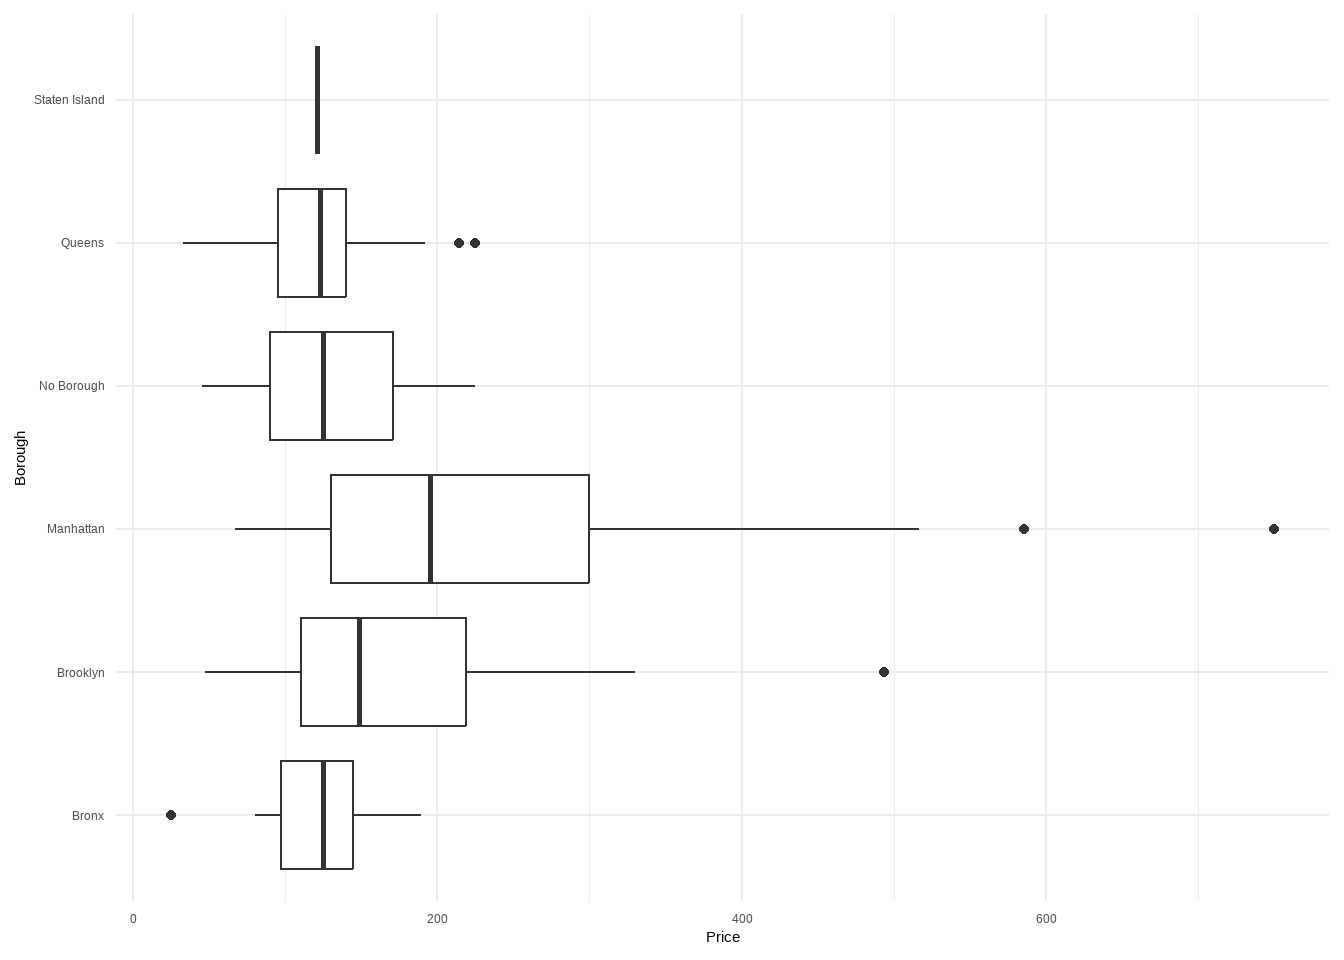 Staten Island
Queens
No Borough
Manhattan
Brooklyn
Bronx
Borough
0 200 400 600
Price